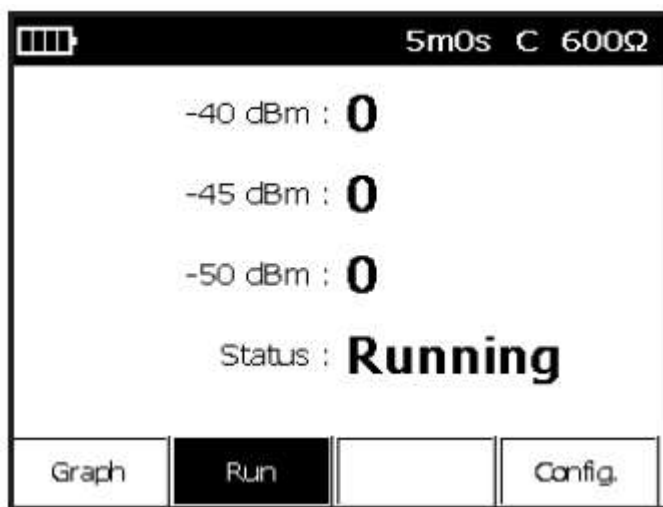 5m0s C 600Ω
-40 dBm : 0
-45 dBm : 0
-50 dBm : 0
Status : Running
Graph Run Config.